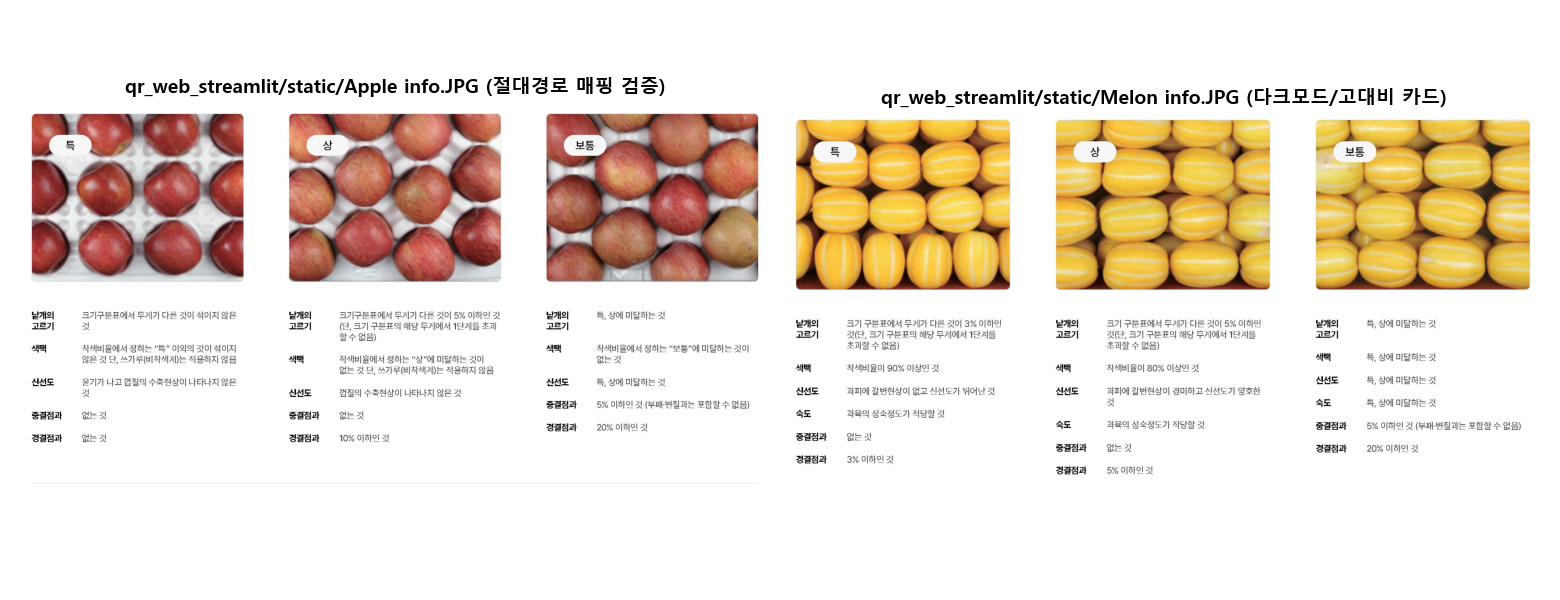 qr_web_streamlit/static/Apple info.JPG (절대경로 매핑 검증)
특
상
보통
낱개의
고르기
크기구분표에서 무게가 다른 것이 섞이지 않은
것
색택
착색비율에서 정하는 "특" 이외의 것이 섞이지
않은 것 단, 쓰가루(비착색계)는 적용하지 않음
신선도
윤기가 나고 껍질의 수축현상이 나타나지 않은
것
중결점과
없는 것
경결점과
없는 것
낱개의
고르기
크기구분표에서 무게가 다른 것이 5% 이하인 것
(단, 크기 구분표의 해당 무게에서 1단계를 초과
할 수 없음)
색택
착색비율에서 정하는 "상"에 미달하는 것이
없는 것 단, 쓰가루(비착색계)는 적용하지 않음
신선도
껍질의 수축현상이 나타나지 않은 것
중결점과
없는 것
경결점과
10% 이하인 것
낱개의
고르기
특, 상에 미달하는 것
색택
착색비율에서 정하는 "보통"에 미달하는 것이
없는 것
신선도
특, 상에 미달하는 것
중결점과
5% 이하인 것 (부패·변질과는 포함할 수 없음)
경결점과
20% 이하인 것
qr_web_streamlit/static/Melon info.JPG (다크모드/고대비 카드)
특
상
보통
낱개의
고르기
크기 구분표에서 무게가 다른 것이 3% 이하인
것(단, 크기 구분표의 해당 무게에서 1단계를
초과할 수 없음)
색택
착색비율이 90% 이상인 것
신선도
과피에 갈변현상이 없고 신선도가 뛰어난 것
숙도
과육의 성숙정도가 적당할 것
중결점과
없는 것
경결점과
3% 이하인 것
낱개의
고르기
크기 구분표에서 무게가 다른 것이 5% 이하인
것(단, 크기 구분표의 해당 무게에서 1단계를
초과할 수 없음)
색택
착색비율이 80% 이상인 것
신선도
과피에 갈변현상이 경미하고 신선도가 양호한
것
숙도
과육의 성숙정도가 적당할 것
중결점과
없는 것
경결점과
5% 이하인 것
낱개의
고르기
특, 상에 미달하는 것
색택
특, 상에 미달하는 것
신선도
특, 상에 미달하는 것
숙도
특, 상에 미달하는 것
중결점과
5% 이하인 것 (부패·변질과는 포함할 수 없음)
경결점과
20% 이하인 것